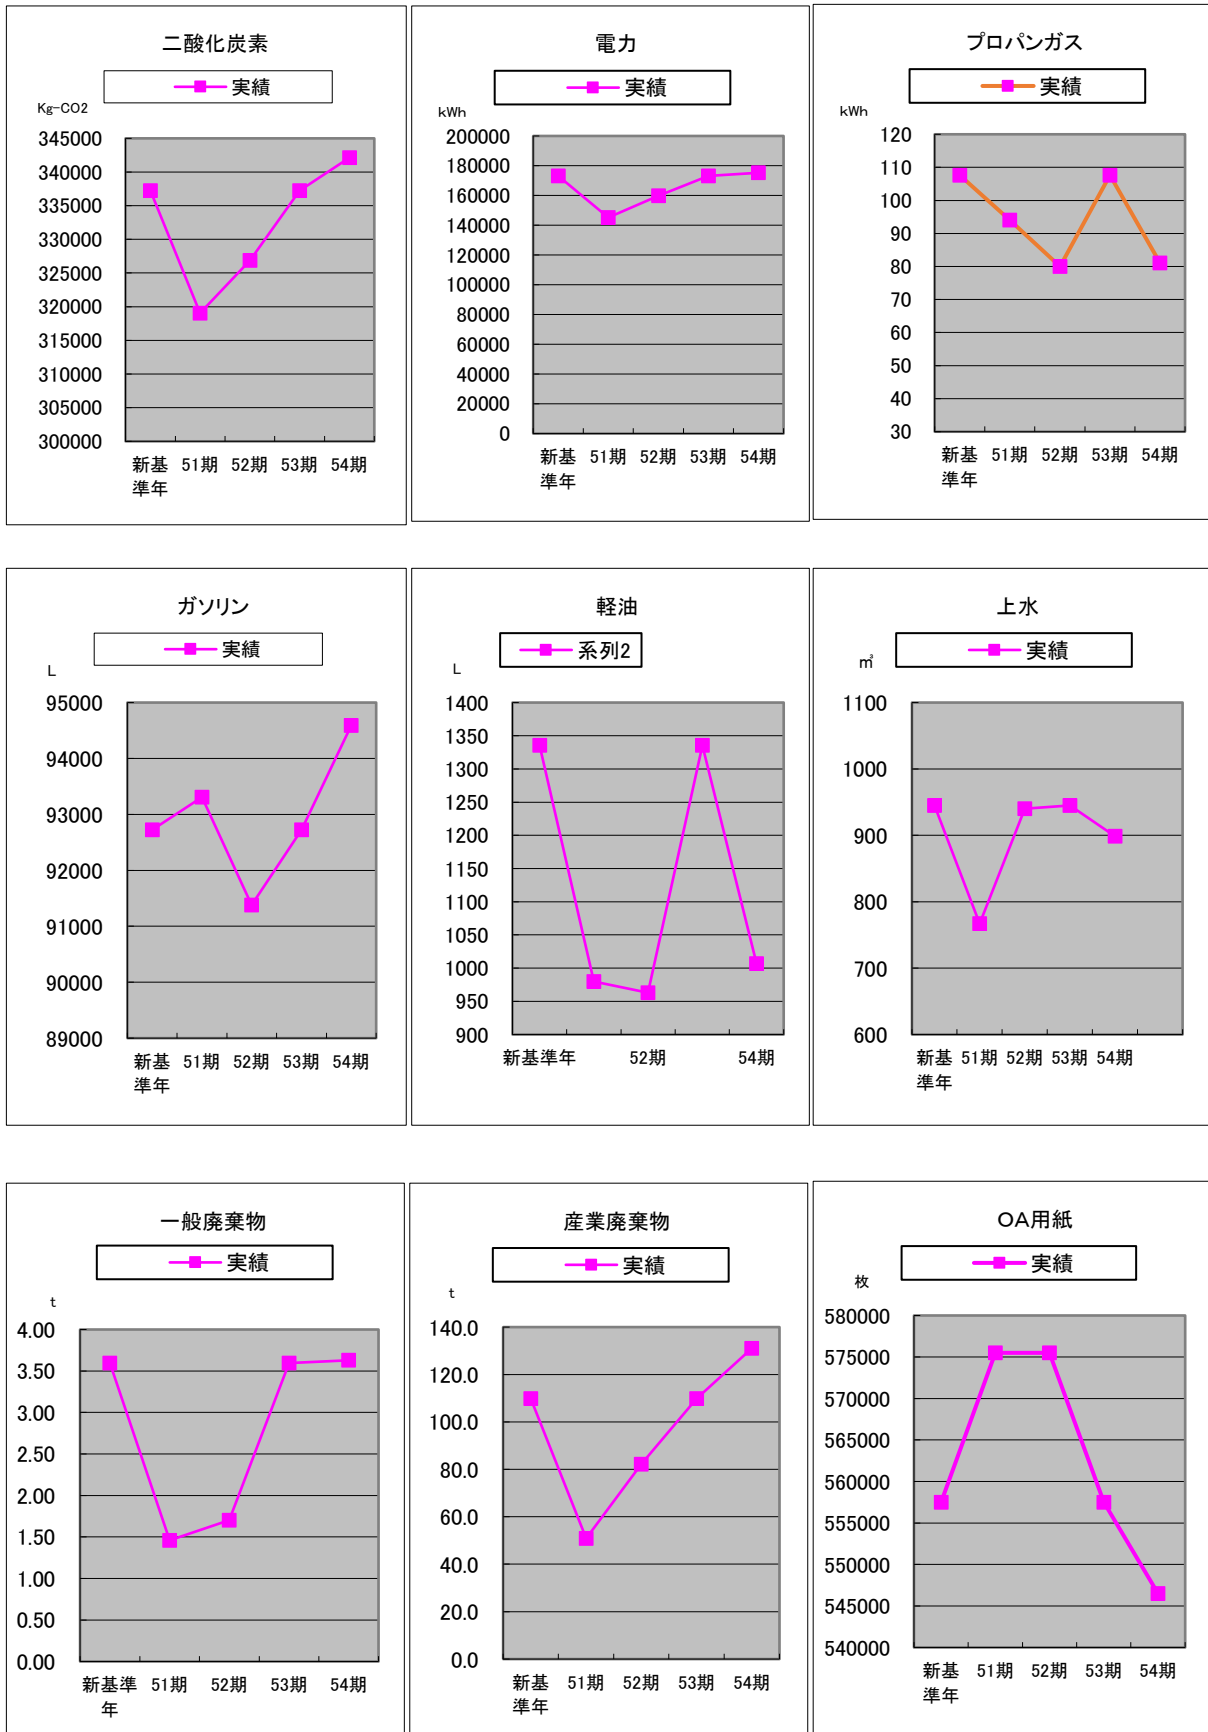 二酸化炭素
実績
Kg-CO2
345000
340000
335000
330000
325000
320000
315000
310000
305000
300000
新基準年 51期 52期 53期 54期
電力
実績
kWh
200000
180000
160000
140000
120000
100000
80000
60000
40000
20000
0
新基準年 51期 52期 53期 54期
プロパンガス
実績
kWh
120
110
100
90
80
70
60
50
40
30
新基準年 51期 52期 53期 54期
ガソリン
実績
L
95000
94000
93000
92000
91000
90000
89000
新基準年 51期 52期 53期 54期
軽油
系列2
L
1400
1350
1300
1250
1200
1150
1100
1050
1000
950
900
新基準年 52期 54期
上水
実績
㎥
1100
1000
900
800
700
600
新基準年 51期 52期 53期 54期
一般廃棄物
実績
t
4.00
3.50
3.00
2.50
2.00
1.50
1.00
0.50
0.00
新基準年 51期 52期 53期 54期
産業廃棄物
実績
t
140.0
120.0
100.0
80.0
60.0
40.0
20.0
0.0
新基準年 51期 52期 53期 54期
OA用紙
実績
枚
580000
575000
570000
565000
560000
555000
550000
545000
540000
新基準年 51期 52期 53期 54期